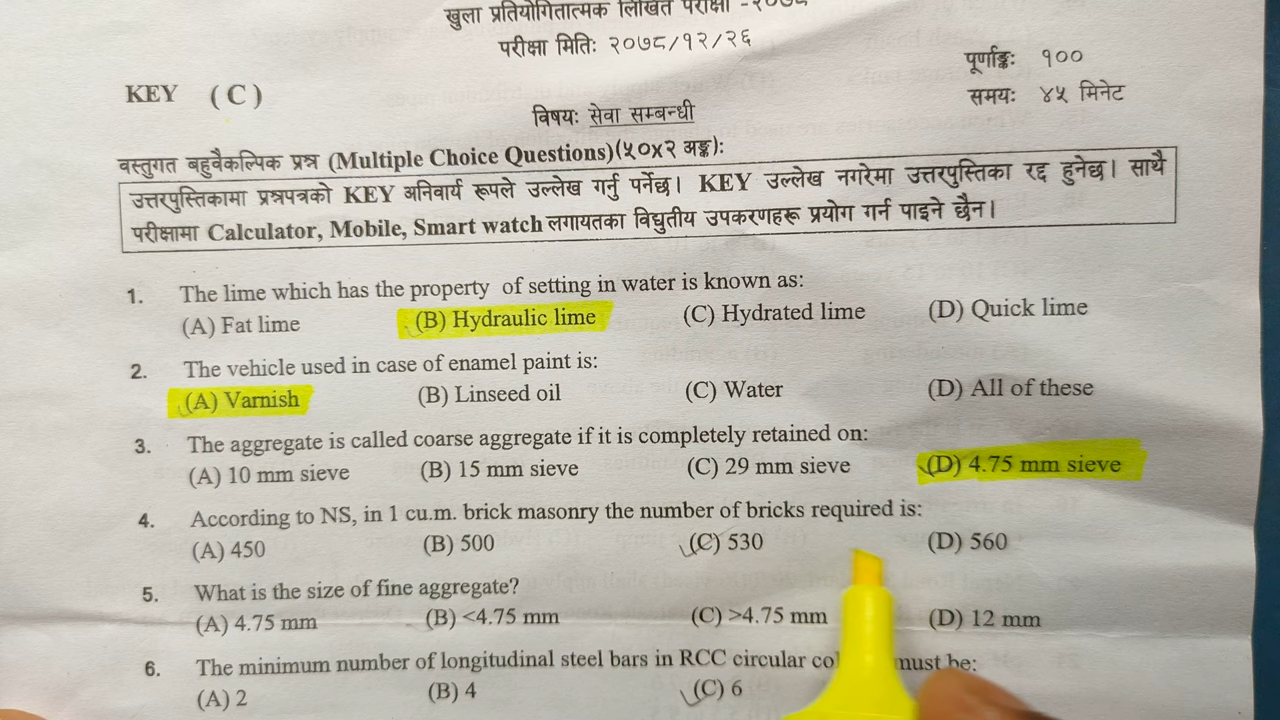 खुला प्रतियोगितात्मक लिखित परीक्षा -२०७८
परीक्षा मितिः २०७८/१२/२६
पूर्णाङ्कः १००
KEY (C)
समयः ४५ मिनेट
विषयः सेवा सम्बन्धी
वस्तुगत बहुवैकल्पिक प्रश्न (Multiple Choice Questions)(५०x२ अङ्क)ः
उत्तरपुस्तिकामा प्रश्नपत्रको KEY अनिवार्य रूपले उल्लेख गर्नु पर्नेछ। KEY उल्लेख नगरेमा उत्तरपुस्तिका रद्द हुनेछ। साथै
परीक्षामा Calculator, Mobile, Smart watch लगायतका विद्युतीय उपकरणहरू प्रयोग गर्न पाइने छैन।
1. The lime which has the property of setting in water is known as:
(A) Fat lime (B) Hydraulic lime (C) Hydrated lime (D) Quick lime
2. The vehicle used in case of enamel paint is:
(A) Varnish (B) Linseed oil (C) Water (D) All of these
3. The aggregate is called coarse aggregate if it is completely retained on:
(A) 10 mm sieve (B) 15 mm sieve (C) 29 mm sieve (D) 4.75 mm sieve
4. According to NS, in 1 cu.m. brick masonry the number of bricks required is:
(A) 450 (B) 500 (C) 530 (D) 560
5. What is the size of fine aggregate?
(A) 4.75 mm (B) <4.75 mm (C) >4.75 mm (D) 12 mm
6. The minimum number of longitudinal steel bars in RCC circular must be:
(A) 2 (B) 4 (C) 6